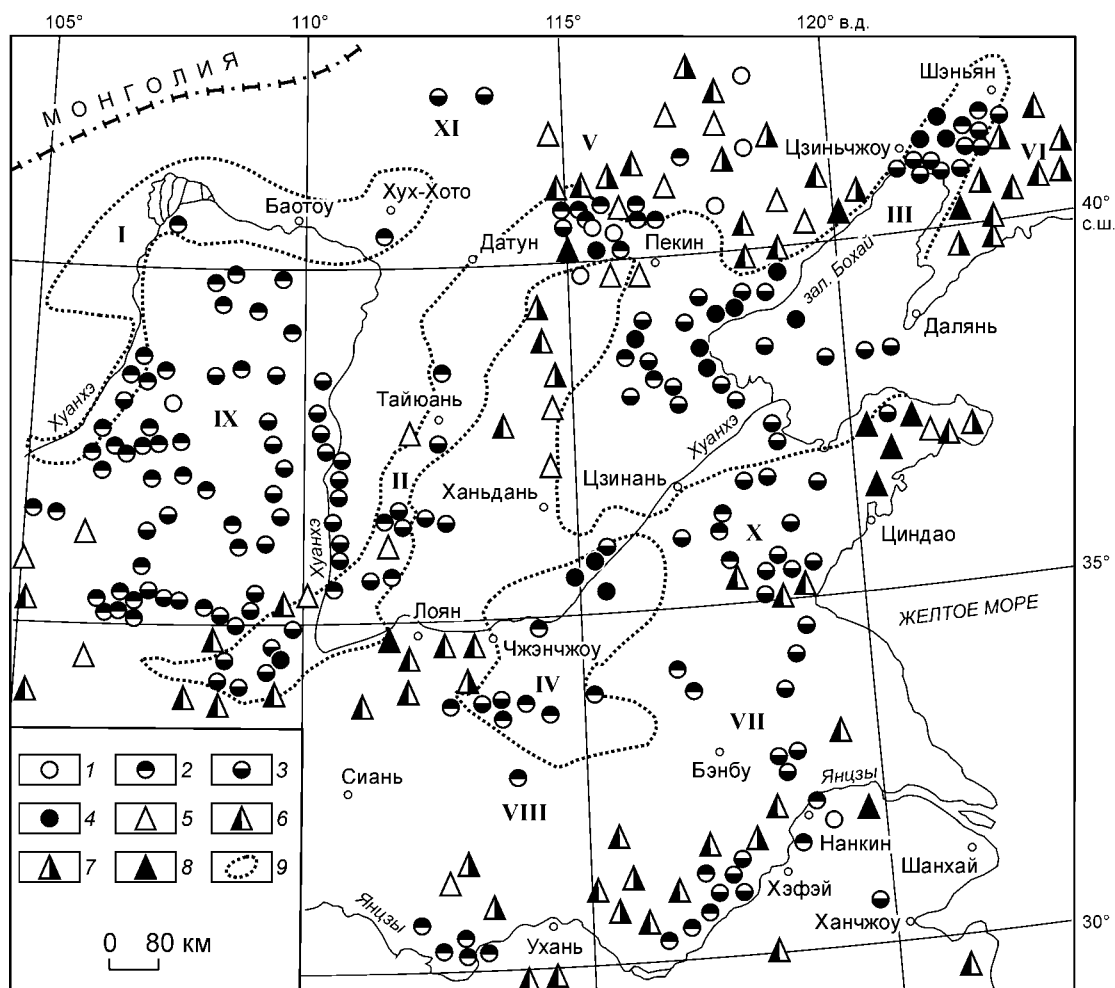 105°
110°
115°
120° в.д.
МОНГОЛИЯ
Шэньян
XI
V
Цзиньчжоу
VI
Хух-Хото
Баотоу
I
40°
с.ш.
III
Датун
Пекин
зал. Бохай
Далянь
Хуанхэ
Тайюань
IX
Хуанхэ
Цзинань
II
Ханьдань
X
Циндао
Хуанхэ
35°
Лоян
ЖЕЛТОЕ МОРЕ
Чжэнчжоу
IV
VII
Бэнбу
Сиань
Янцзы
VIII
Нанкин
Шанхай
Хэфэй
Янцзы
Ухань
Ханчжоу
30°
1 2 3
4 5 6
7 8 9
0 80 км